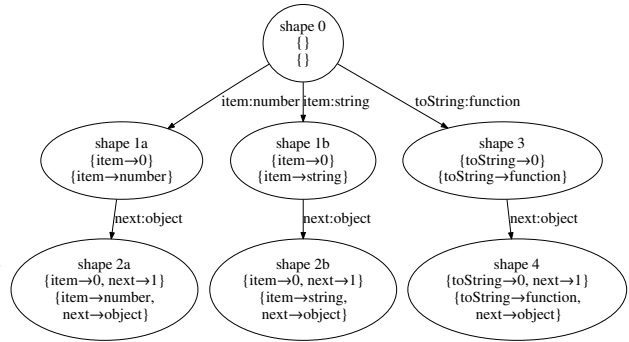 shape 0
{}
{}
item:number
item:string
toString:function
shape 1a
{item→0}
{item→number}
shape 1b
{item→0}
{item→string}
shape 3
{toString→0}
{toString→function}
next:object
next:object
next:object
shape 2a
{item→0, next→1}
{item→number,
next→object}
shape 2b
{item→0, next→1}
{item→string,
next→object}
shape 4
{toString→0, next→1}
{toString→function,
next→object}